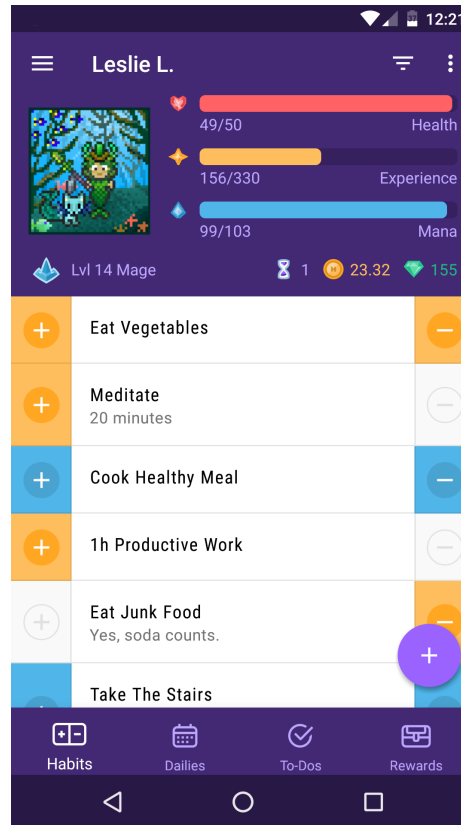 12:21
Leslie L.
49/50 Health
156/330 Experience
99/103 Mana
Lvl 14 Mage 1 23.32 155
Eat Vegetables
Meditate
20 minutes
Cook Healthy Meal
1h Productive Work
Eat Junk Food
Yes, soda counts.
Take The Stairs
Habits Dailies To-Dos Rewards